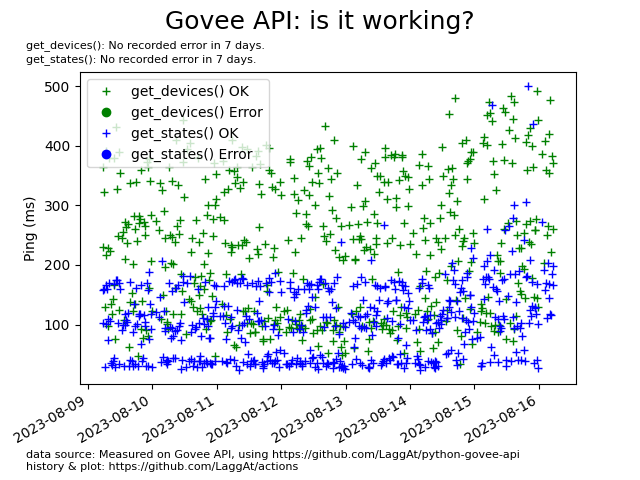 Govee API: is it working?
get_devices(): No recorded error in 7 days.
get_states(): No recorded error in 7 days.
500
400
300
200
100
Ping (ms)
get_devices() OK
get_devices() Error
get_states() OK
get_states() Error
2023-08-09
2023-08-10
2023-08-11
2023-08-12
2023-08-13
2023-08-14
2023-08-15
2023-08-16
data source: Measured on Govee API, using https://github.com/LaggAt/python-govee-api
history & plot: https://github.com/LaggAt/actions